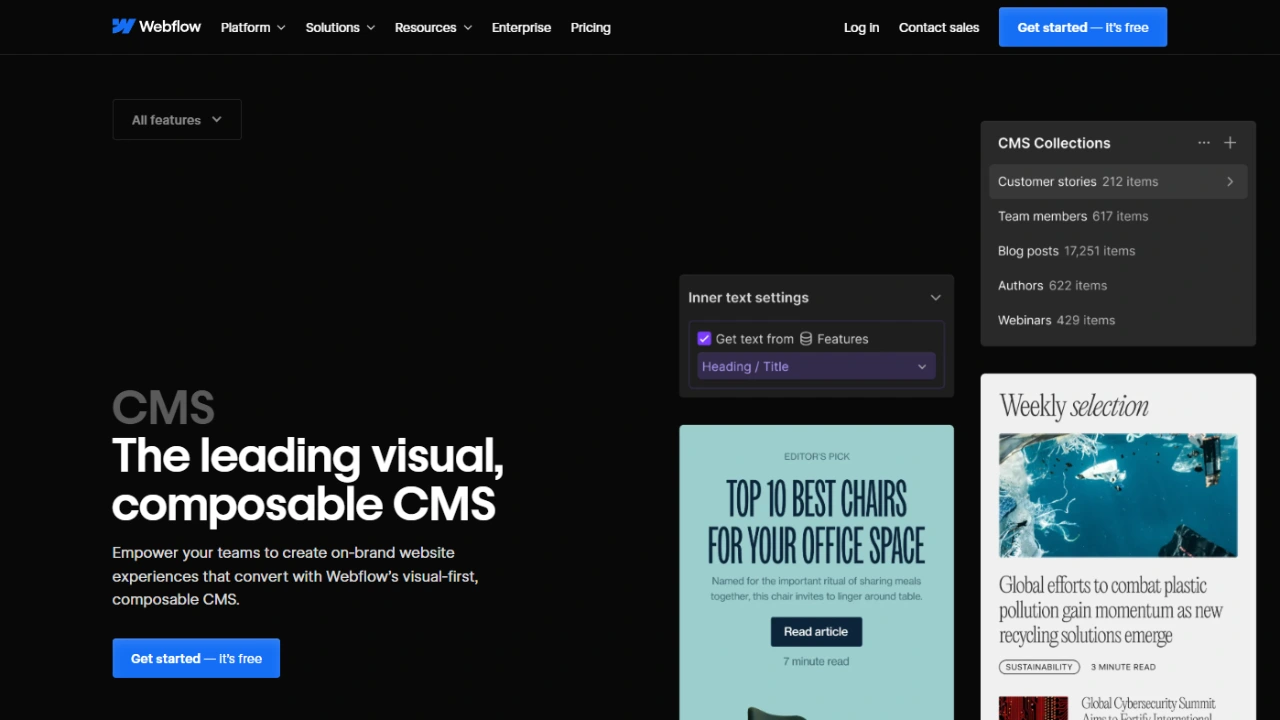 Webflow
Platform
Solutions
Resources
Enterprise
Pricing
Log in
Contact sales
Get started — it's free
All features
CMS
The leading visual,
composable CMS
Empower your teams to create on-brand website
experiences that convert with Webflow's visual-first,
composable CMS.
Get started — it's free
Inner text settings
Get text from Features
Heading / Title
EDITOR'S PICK
TOP 10 BEST CHAIRS
FOR YOUR OFFICE SPACE
Named for the important ritual of sharing meals
together, this chair invites to linger around table.
Read article
7 minute read
CMS Collections
Customer stories 212 items
Team members 617 items
Blog posts 17,251 items
Authors 622 items
Webinars 429 items
Weekly selection
Global efforts to combat plastic
pollution gain momentum as new
recycling solutions emerge
SUSTAINABILITY 3 MINUTE READ
Global Cybersecurity Summit
Aims to Fortify International